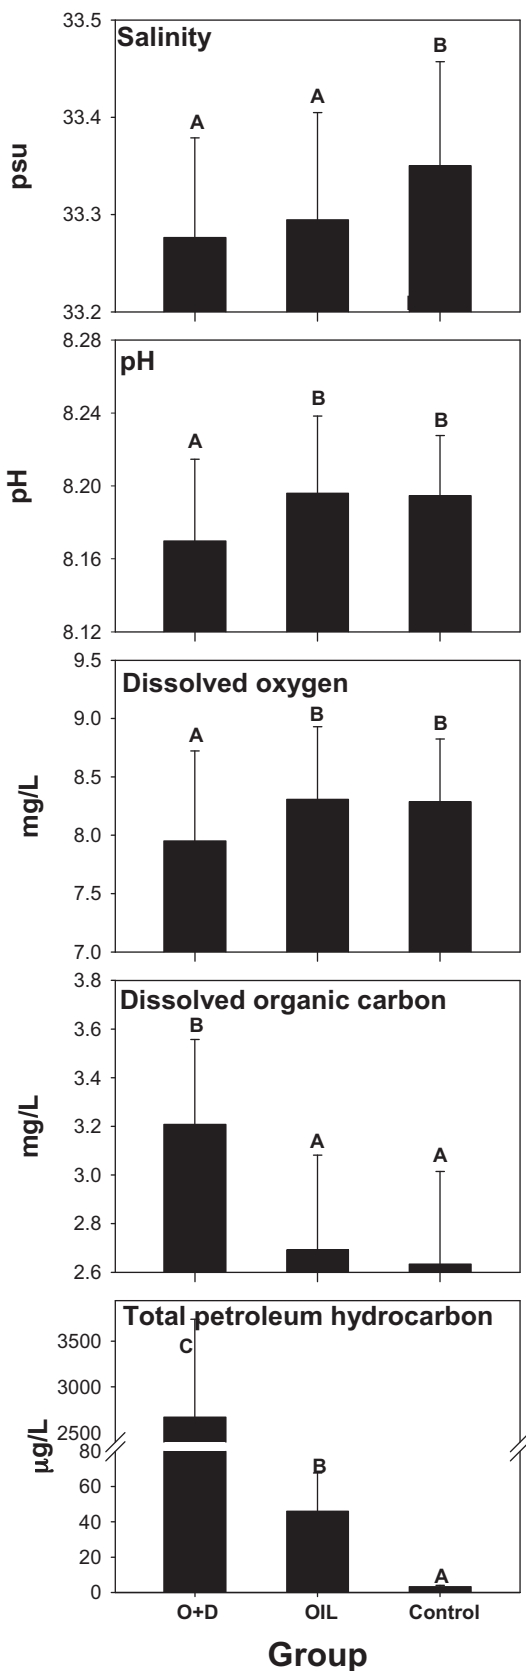 Salinity
33.5
33.4
33.3
33.2
psu
A
A
B
pH
8.28
8.24
8.20
8.16
8.12
pH
A
B
B
Dissolved oxygen
9.5
9.0
8.5
8.0
7.5
7.0
mg/L
A
B
B
Dissolved organic carbon
3.8
3.6
3.4
3.2
3.0
2.8
2.6
mg/L
B
A
A
Total petroleum hydrocarbon
3500
3000
2500
80
60
40
20
0
µg/L
C
B
A
O+D OIL Control
Group